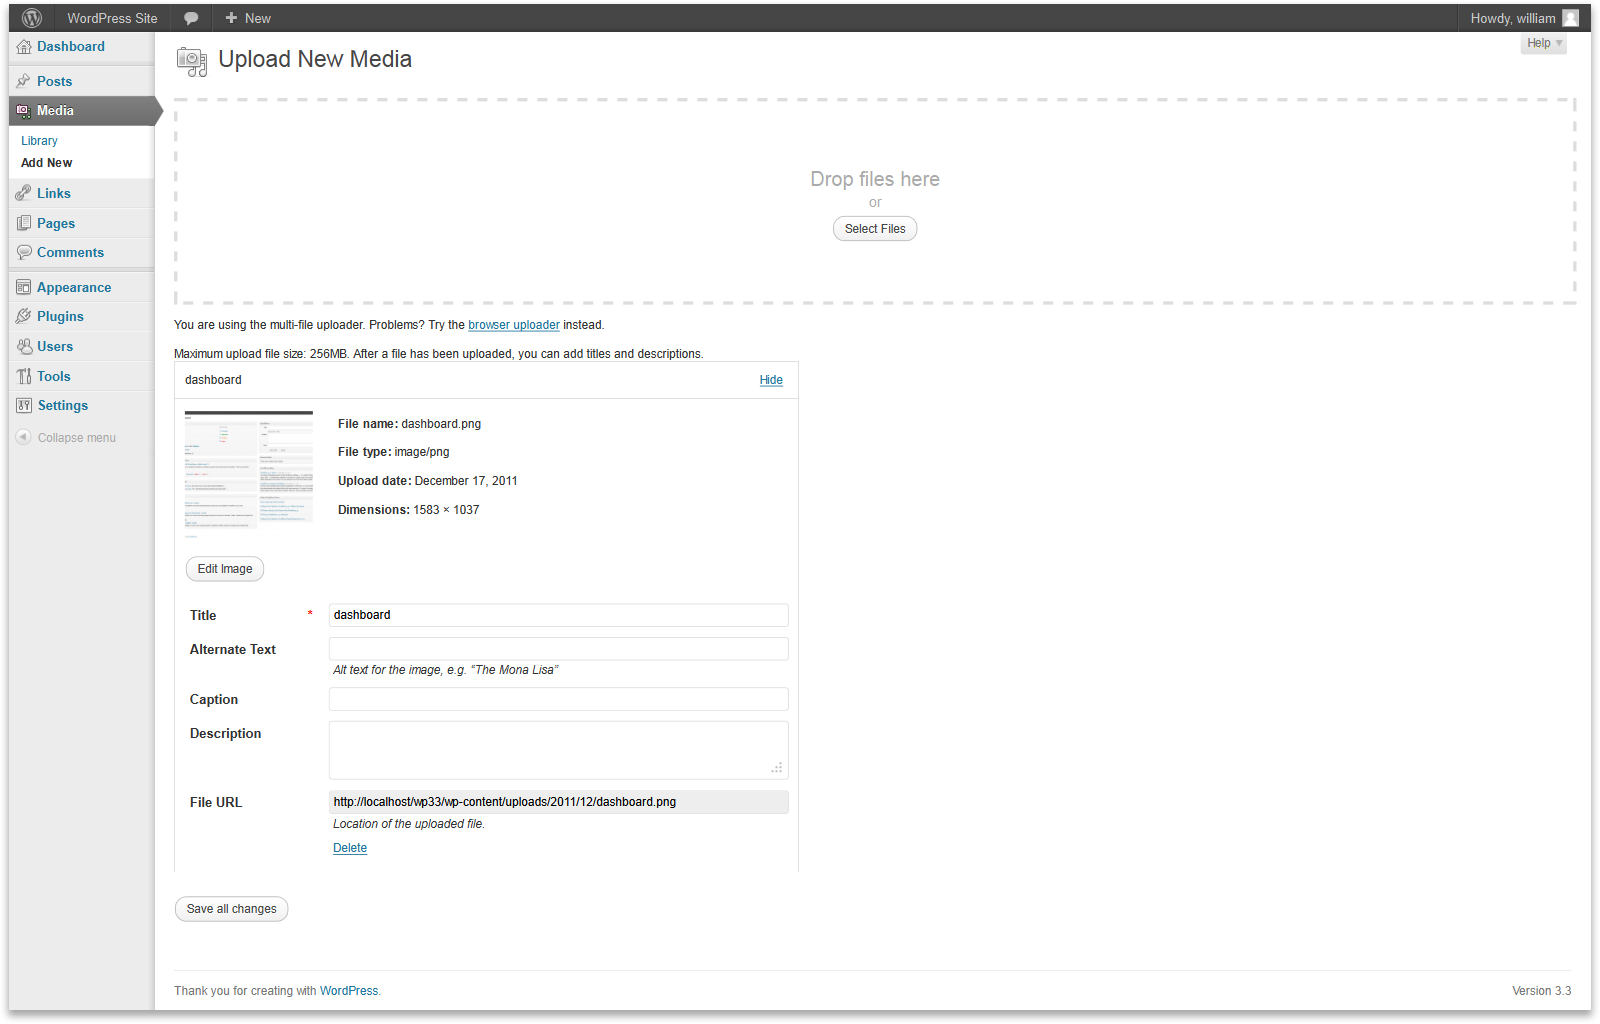 WordPress Site
New
Howdy, william
Help
Dashboard
Posts
Media
Library
Add New
Links
Pages
Comments
Appearance
Plugins
Users
Tools
Settings
Collapse menu
Upload New Media
Drop files here
or
Select Files
You are using the multi-file uploader. Problems? Try the browser uploader instead.
Maximum upload file size: 256MB. After a file has been uploaded, you can add titles and descriptions.
dashboard Hide
File name: dashboard.png
File type: image/png
Upload date: December 17, 2011
Dimensions: 1583 × 1037
Edit Image
Title * dashboard
Alternate Text
Alt text for the image, e.g. “The Mona Lisa”
Caption
Description
File URL http://localhost/wp33/wp-content/uploads/2011/12/dashboard.png
Location of the uploaded file.
Delete
Save all changes
Thank you for creating with WordPress. Version 3.3